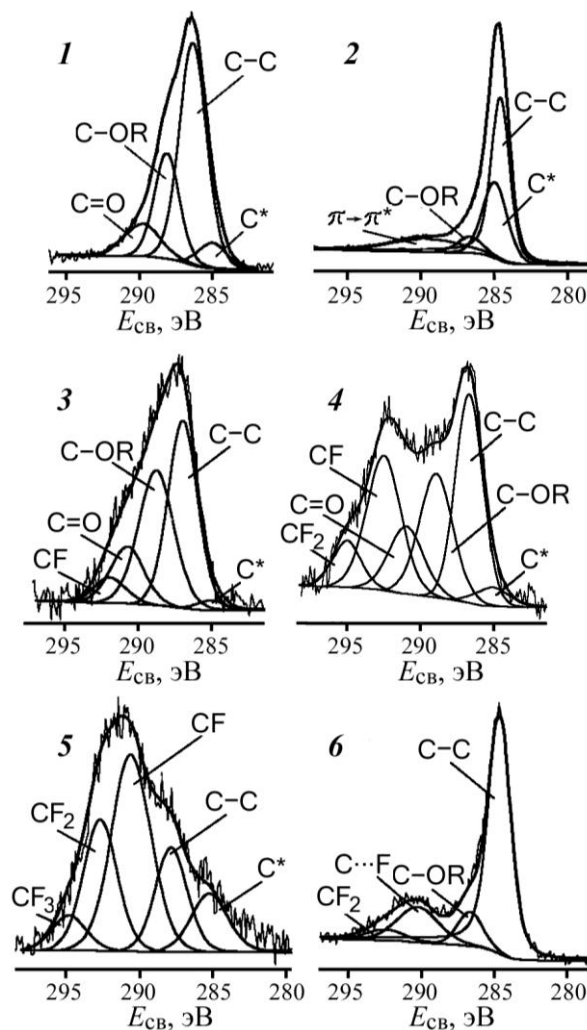 1
C–C
C–OR
C=O
C*
295 290 285
Eсв, эВ
2
C–C
C–OR
π→π*
C*
295 290 285 280
Eсв, эВ
3
C–OR
C–C
C=O
CF
C*
295 290 285
Eсв, эВ
4
CF
C–C
C=O
C–OR
CF2
C*
295 290 285
Eсв, эВ
5
CF
CF2
C–C
CF3
C*
295 290 285 280
Eсв, эВ
6
C–C
C···F
C–OR
CF2
295 290 285 280
Eсв, эВ